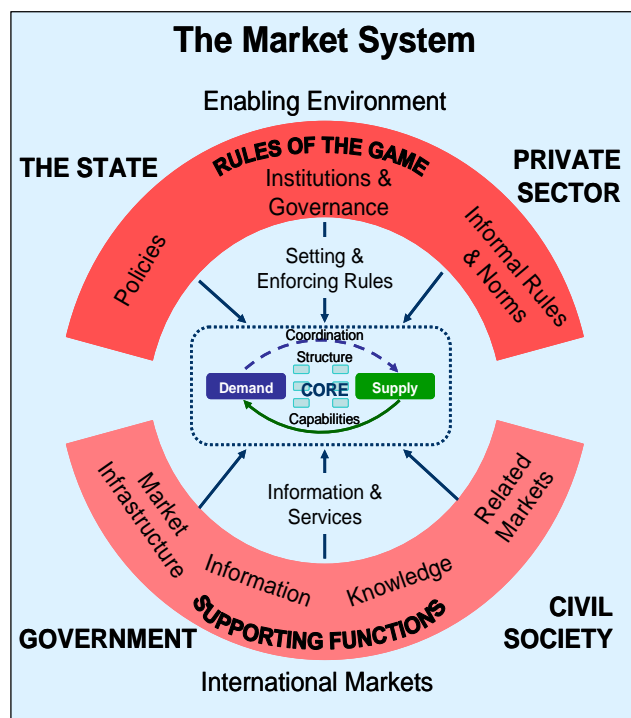 The Market System
Enabling Environment
RULES OF THE GAME
THE STATE
PRIVATE
SECTOR
Institutions &
Governance
Policies
Informal Rules
& Norms
Setting &
Enforcing Rules
Coordination
Structure
Demand
CORE
Supply
Capabilities
Information &
Services
Market
Infrastructure
Information
Knowledge
Related
Markets
SUPPORTING FUNCTIONS
GOVERNMENT
CIVIL
SOCIETY
International Markets